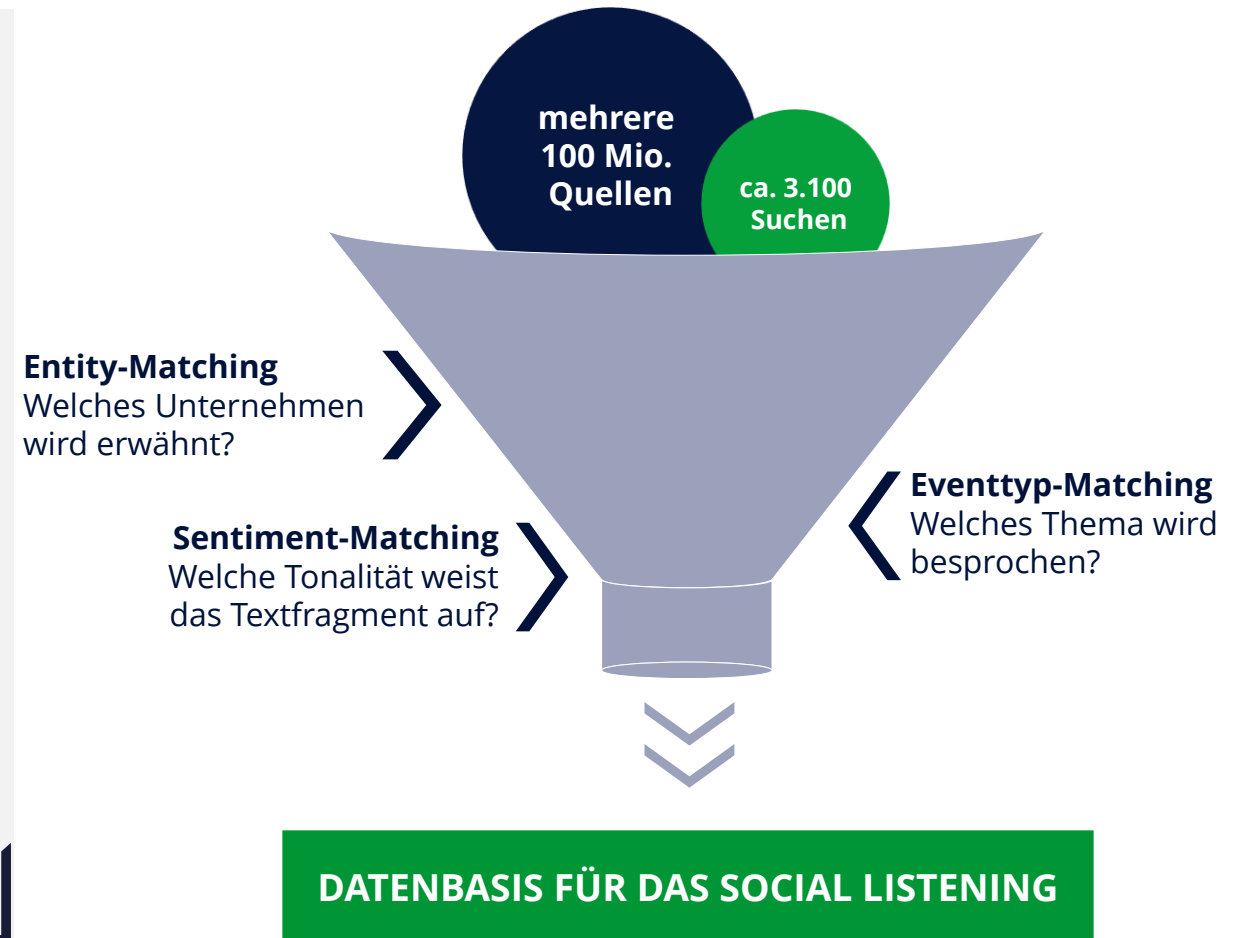 mehrere
100 Mio.
Quellen
ca. 3.100
Suchen
Entity-Matching
Welches Unternehmen
wird erwähnt?
Eventtyp-Matching
Welches Thema wird
besprochen?
Sentiment-Matching
Welche Tonalität weist
das Textfragment auf?
DATENBASIS FÜR DAS SOCIAL LISTENING